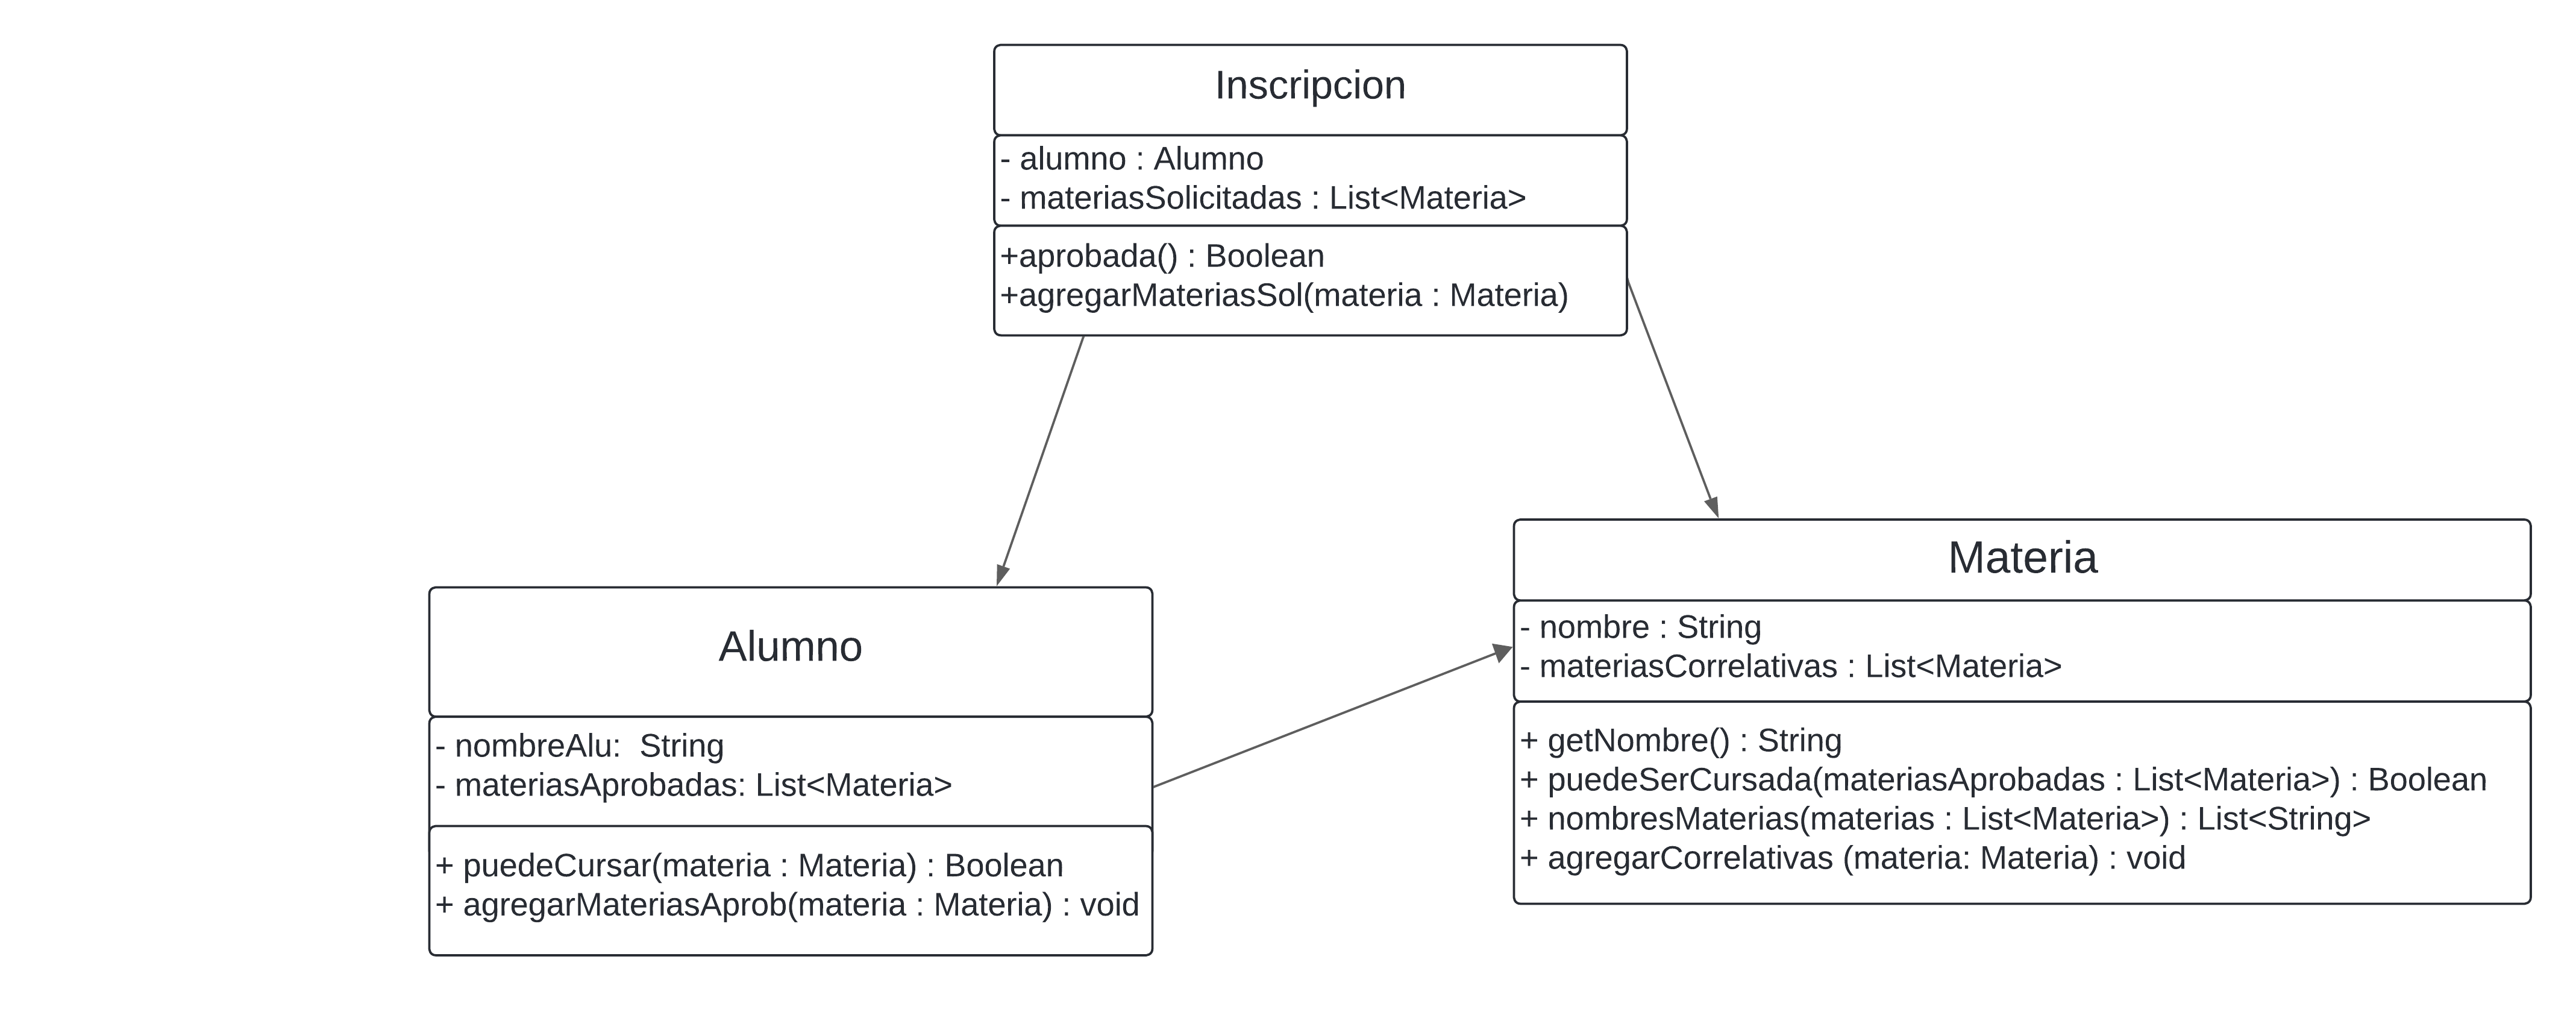 Inscripcion
- alumno : Alumno
- materiasSolicitadas : List<Materia>
+aprobada() : Boolean
+agregarMateriasSol(materia : Materia)
Alumno
- nombreAlu:  String
- materiasAprobadas: List<Materia>
+ puedeCursar(materia : Materia) : Boolean
+ agregarMateriasAprob(materia : Materia) : void
Materia
- nombre : String
- materiasCorrelativas : List<Materia>
+ getNombre() : String
+ puedeSerCursada(materiasAprobadas : List<Materia>) : Boolean
+ nombresMaterias(materias : List<Materia>) : List<String>
+ agregarCorrelativas (materia: Materia) : void